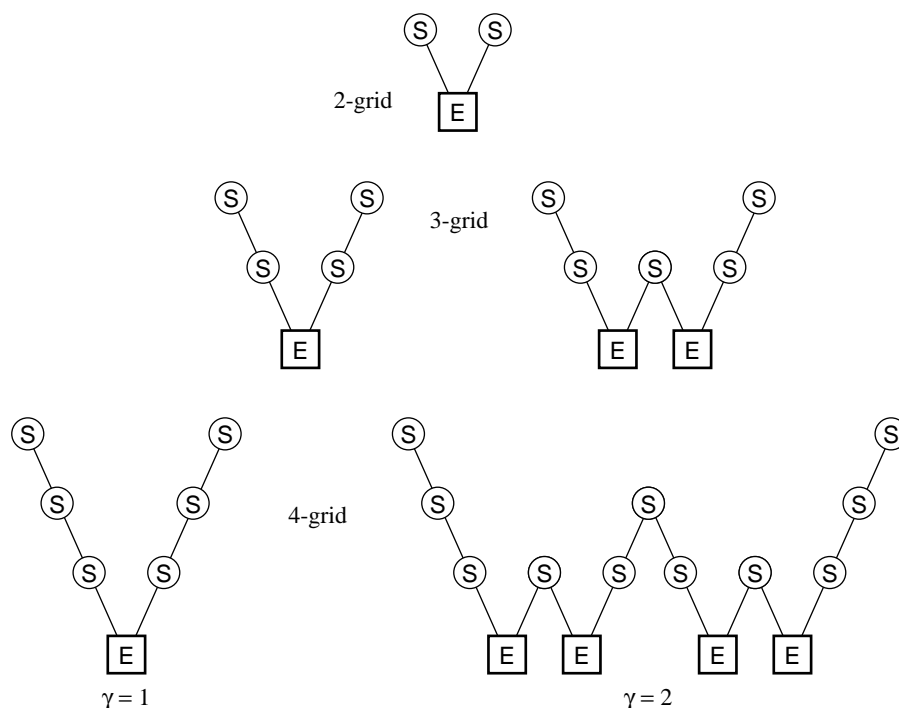 S S
E
2-grid
S S S S
3-grid
S S S S S
E E E
S S S
S S S
4-grid
S S S S S S S S
E E E E E
γ = 1 γ = 2